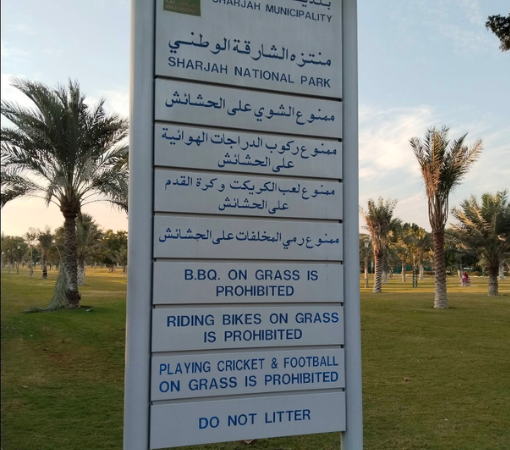 SHARJAH MUNICIPALITY
منتزه الشارقة الوطني
SHARJAH NATIONAL PARK
ممنوع الشوي على الحشائش
ممنوع ركوب الدراجات الهوائية
على الحشائش
ممنوع لعب الكريكت وكرة القدم
على الحشائش
ممنوع رمي المخلفات على الحشائش
B.BQ. ON GRASS IS
PROHIBITED
RIDING BIKES ON GRASS
IS PROHIBITED
PLAYING CRICKET & FOOTBALL
ON GRASS IS PROHIBITED
DO NOT LITTER